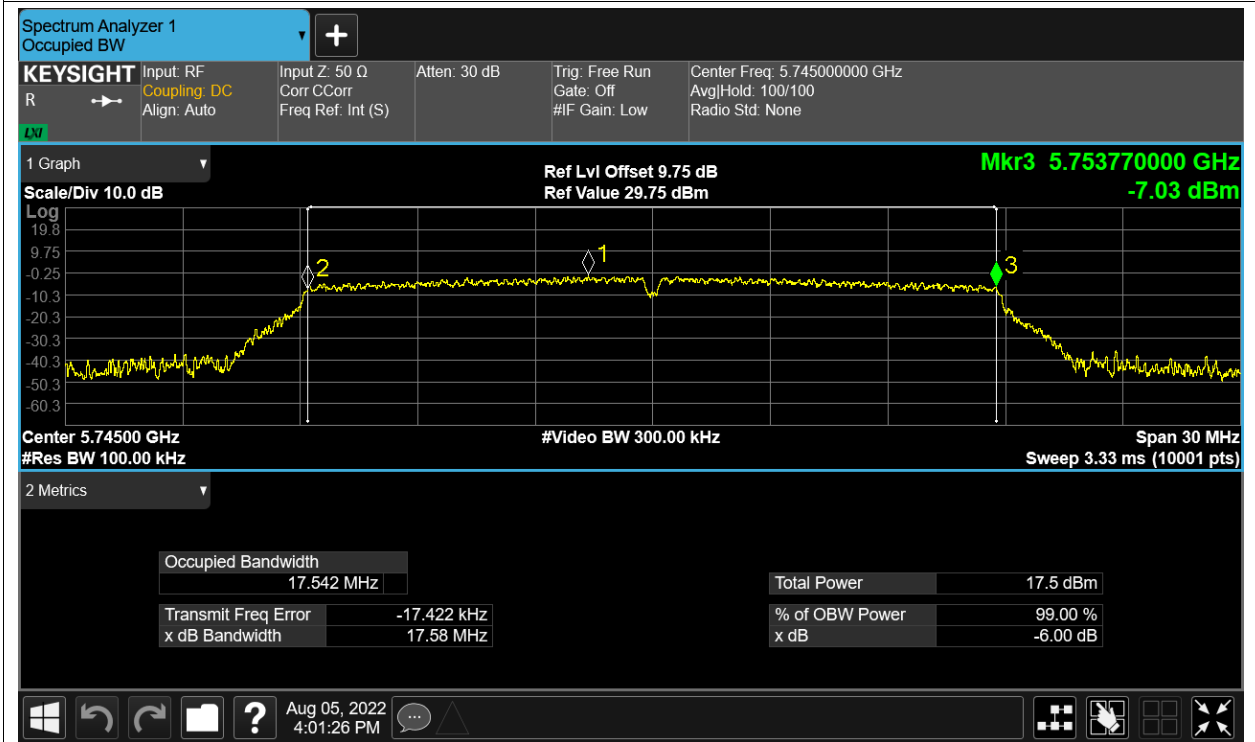 Spectrum Analyzer 1
Occupied BW
KEYSIGHT
R
LXI
Input: RF
Coupling: DC
Align: Auto
Input Z: 50 Ω
Corr CCorr
Freq Ref: Int (S)
Atten: 30 dB
Trig: Free Run
Gate: Off
#IF Gain: Low
Center Freq: 5.745000000 GHz
Avg|Hold: 100/100
Radio Std: None
1 Graph
Scale/Div 10.0 dB
Ref Lvl Offset 9.75 dB
Ref Value 29.75 dBm
Mkr3 5.753770000 GHz
-7.03 dBm
Log
19.8
9.75
-0.25
-10.3
-20.3
-30.3
-40.3
-50.3
-60.3
2
1
3
Center 5.74500 GHz
#Res BW 100.00 kHz
#Video BW 300.00 kHz
Span 30 MHz
Sweep 3.33 ms (10001 pts)
2 Metrics
Occupied Bandwidth
17.542 MHz
Transmit Freq Error -17.422 kHz
x dB Bandwidth 17.58 MHz
Total Power 17.5 dBm
% of OBW Power 99.00 %
x dB -6.00 dB
?
Aug 05, 2022
4:01:26 PM